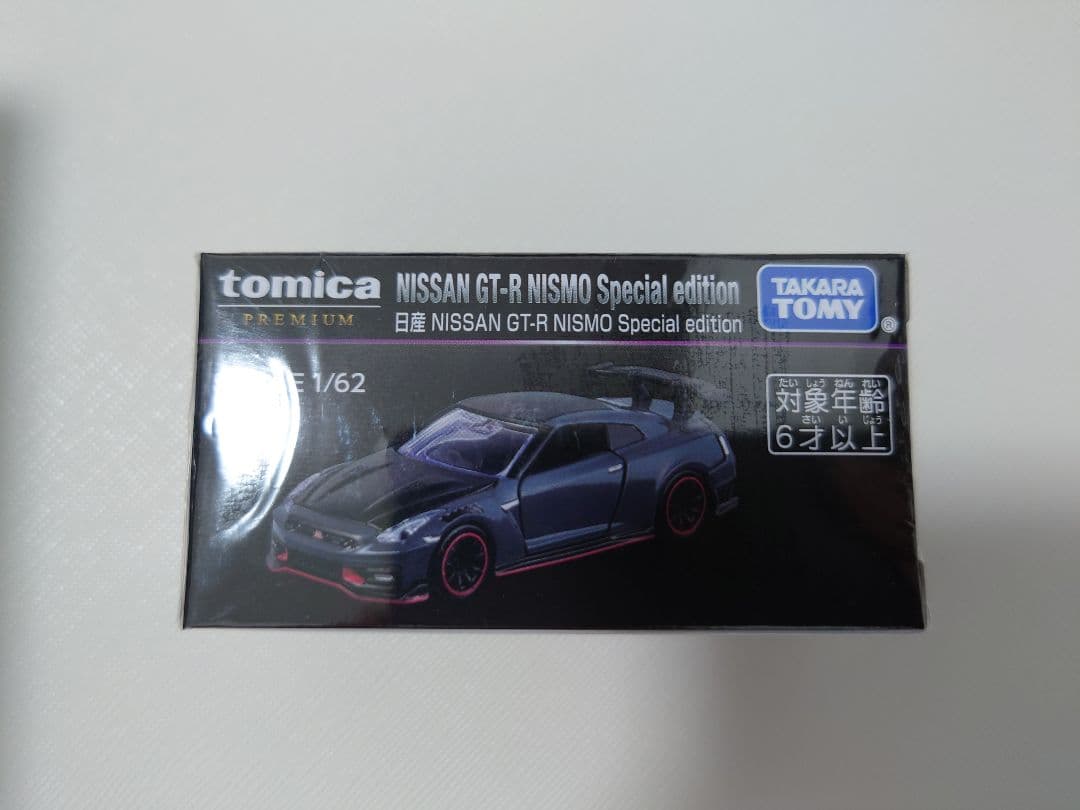 tomica
PREMIUM
NISSAN GT-R NISMO Special edition
日産 NISSAN GT-R NISMO Special edition
TAKARA
TOMY
®
1/62
たい しょう ねん れい
対象年齢
さい い じょう
6才以上